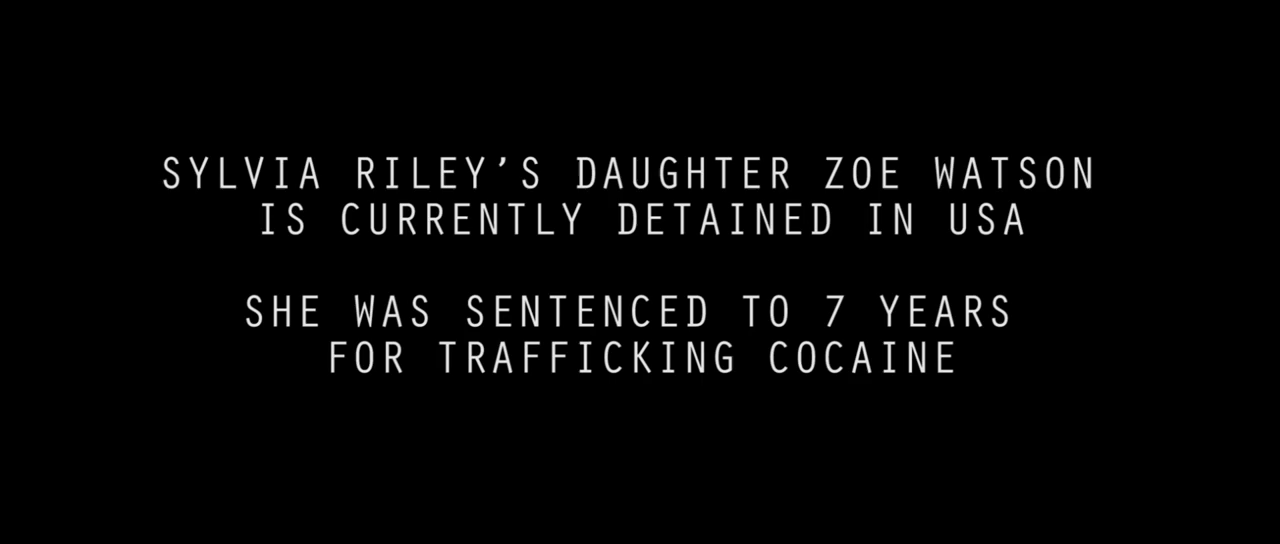 SYLVIA RILEY’S DAUGHTER ZOE WATSON
IS CURRENTLY DETAINED IN USA
SHE WAS SENTENCED TO 7 YEARS
FOR TRAFFICKING COCAINE